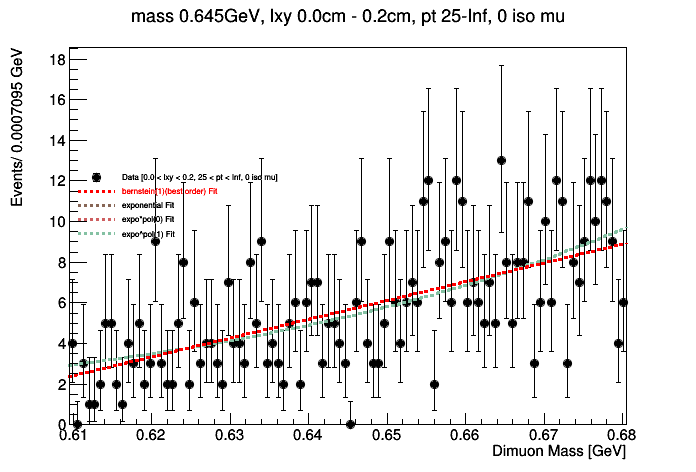 mass 0.645GeV, lxy 0.0cm - 0.2cm, pt 25-Inf, 0 iso mu
Events/ 0.0007095 GeV
18
16
14
12
10
8
6
4
2
0
Data [0.0 < lxy < 0.2, 25 < pt < Inf, 0 iso mu]
bernstein(1)(best order) Fit
exponential Fit
expo*pol(0) Fit
expo^pol(1) Fit
0.61 0.62 0.63 0.64 0.65 0.66 0.67 0.68
Dimuon Mass [GeV]